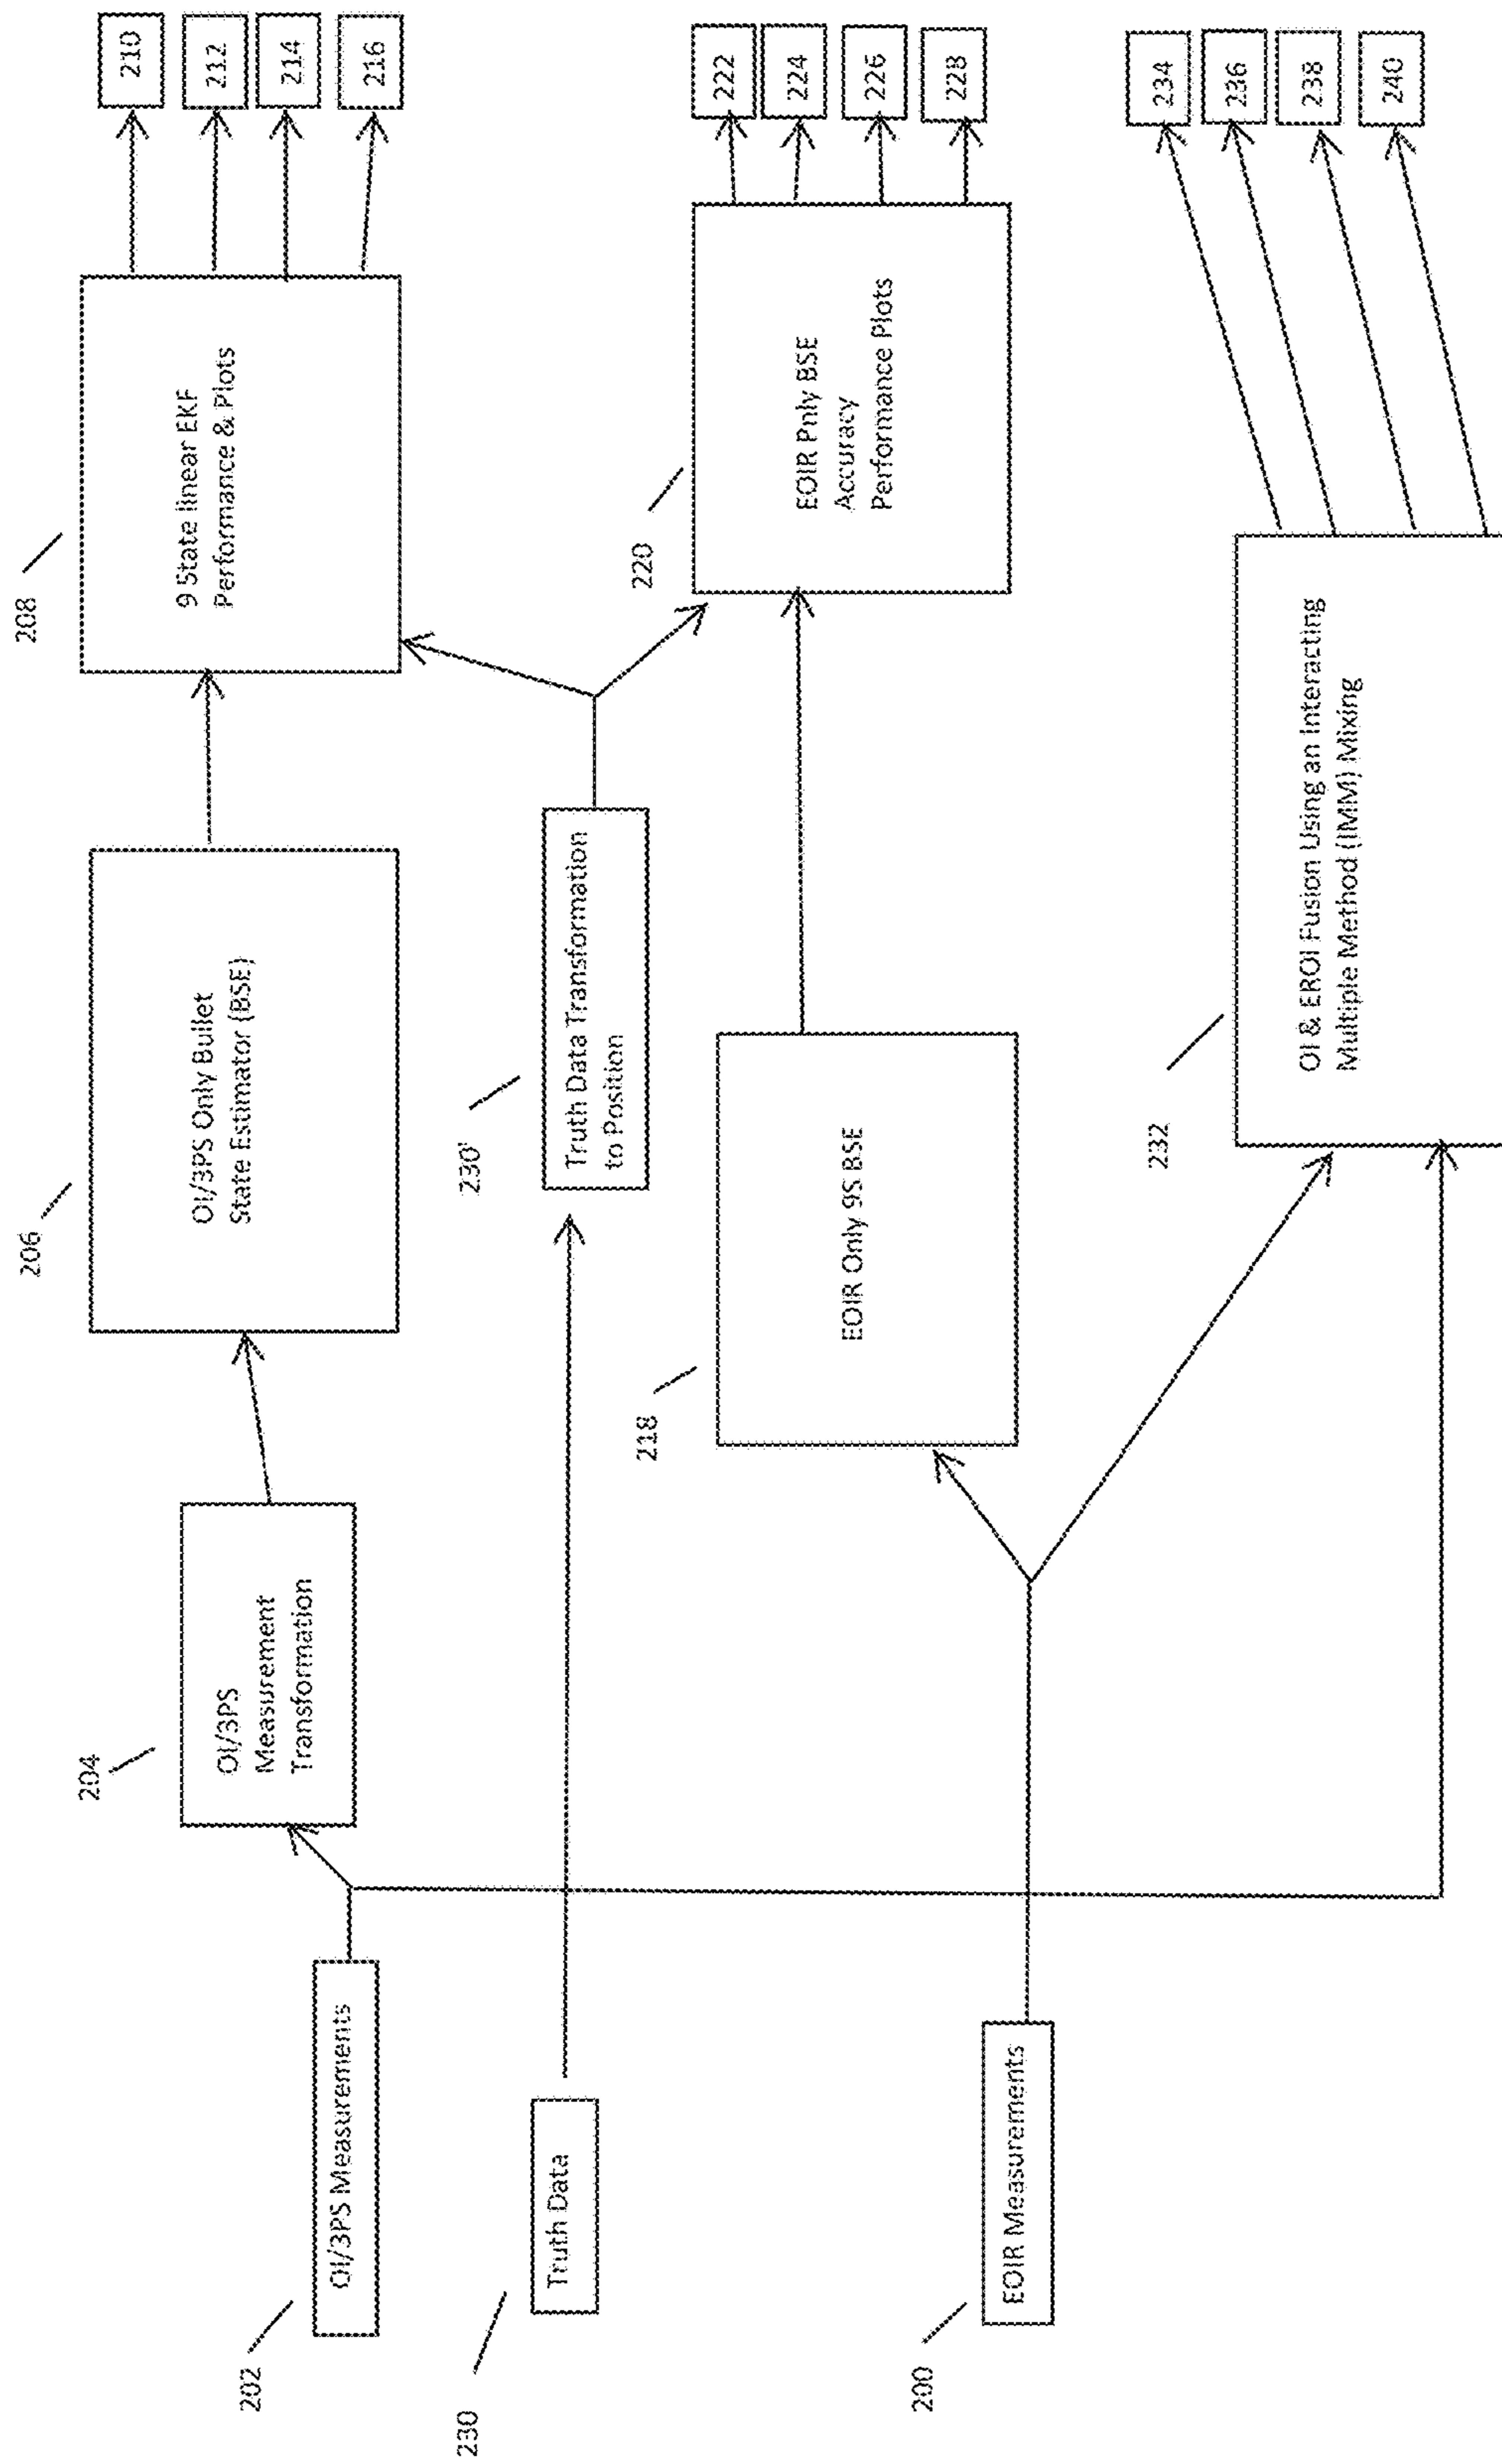 202
OI/3PS Measurements
204
OI/3PS
Measurement
Transformation
206
OI/3PS Only Bullet
State Estimator (BSE)
208
9 State linear EKF
Performance & Plots
210
212
214
216
230
Truth Data
230'
Truth Data Transformation
to Position
200
EOIR Measurements
218
EOIR Only 9S BSE
220
EOIR Pnly BSE
Accuracy
Performance Plots
222
224
226
228
232
OI & EROI Fusion Using an Interacting
Multiple Method (IMM) Mixing
234
236
238
240